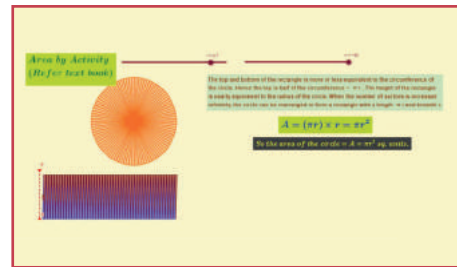 Area by Activity
(Refer text book)
The top and bottom of the rectangle is more or less equivalent to the circumference of
the circle. Hence the top is half of the circumference = πr. The height of the rectangle
is nearly equivalent to the radius of the circle. When the number of sectors is increased
infinitely, the circle can be rearranged to form a rectangle with a length πr and breadth r.
A = (πr) × r = πr²
So the area of the circle = A = πr² sq. units.